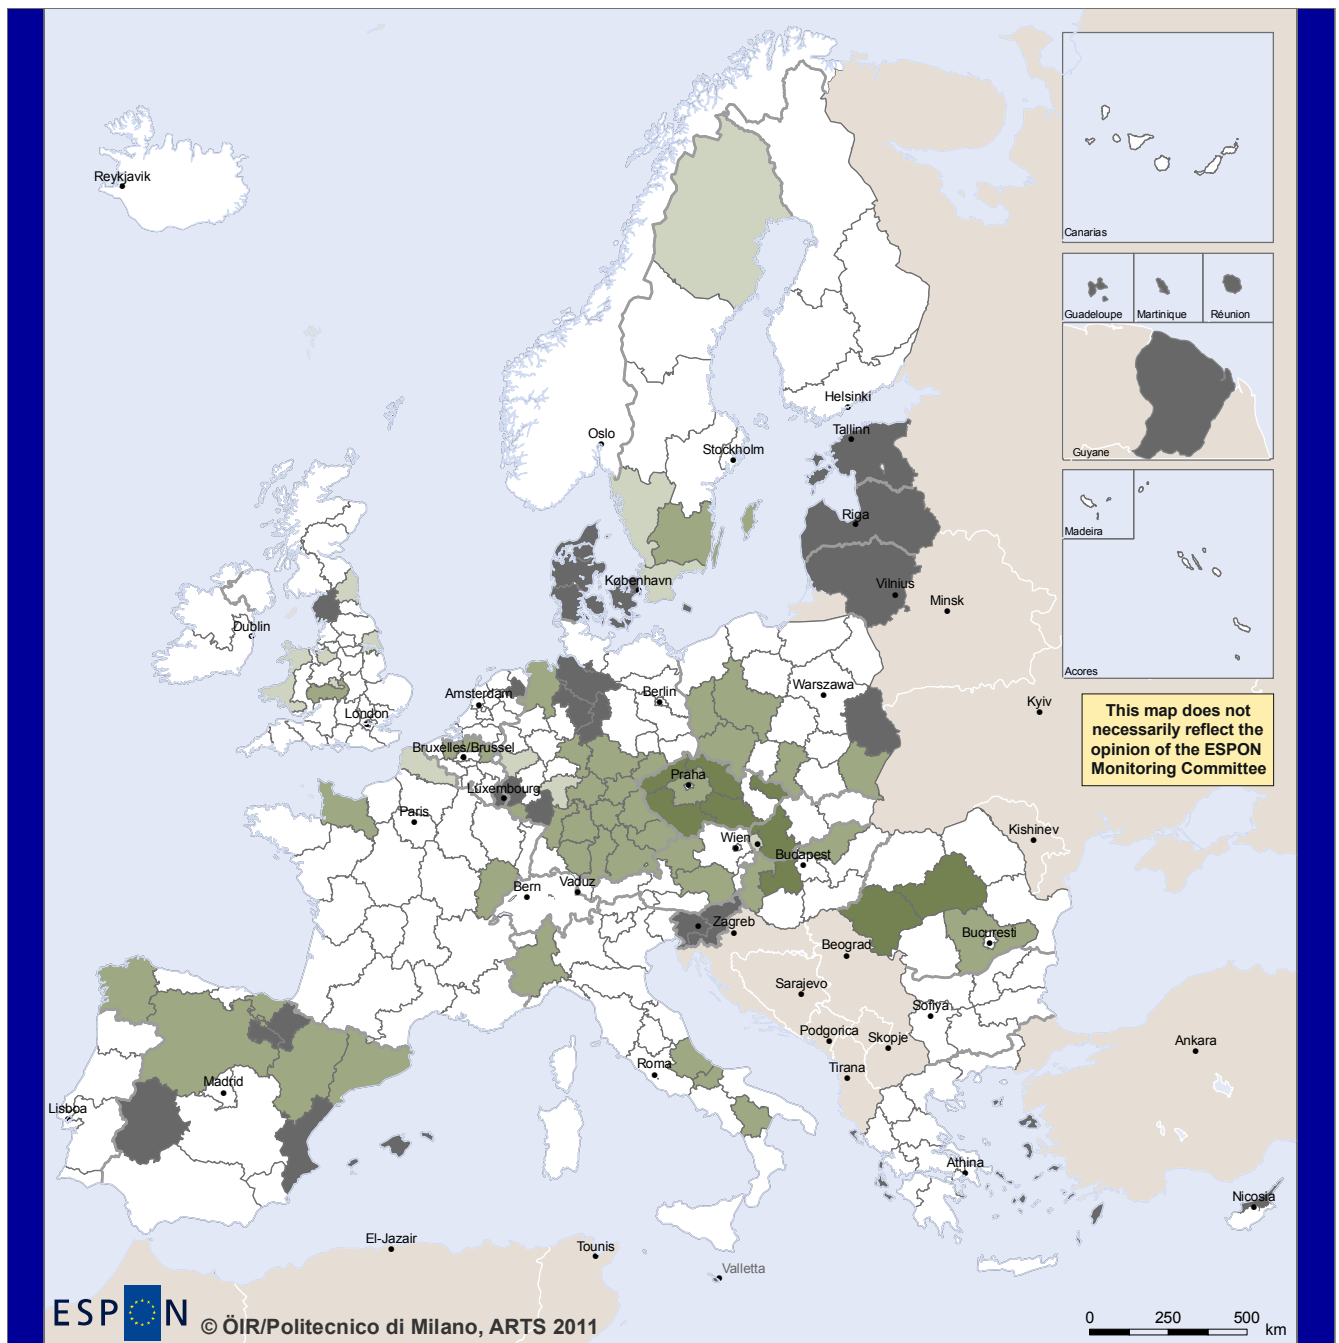 Reykjavik
Canarias
Guadeloupe
Martinique
Réunion
Guyane
Helsinki
Tallinn
Oslo
Stockholm
Madeira
Riga
København
Vilnius
Minsk
Dublin
Acores
Amsterdam
Berlin
Warszawa
Kyiv
London
This map does not
necessarily reflect the
opinion of the ESPON
Monitoring Committee
Bruxelles/Brussel
Praha
Luxembourg
Paris
Kishinev
Wien
Budapest
Bern
Vaduz
Zagreb
Bucuresti
Beograd
Sarajevo
Sofiya
Podgorica
Skopje
Ankara
Roma
Tirana
Madrid
Lisboa
Athina
Nicosia
El-Jazair
Tounis
Valletta
ESPON
© ÖIR/Politecnico di Milano, ARTS 2011
0 250 500
km